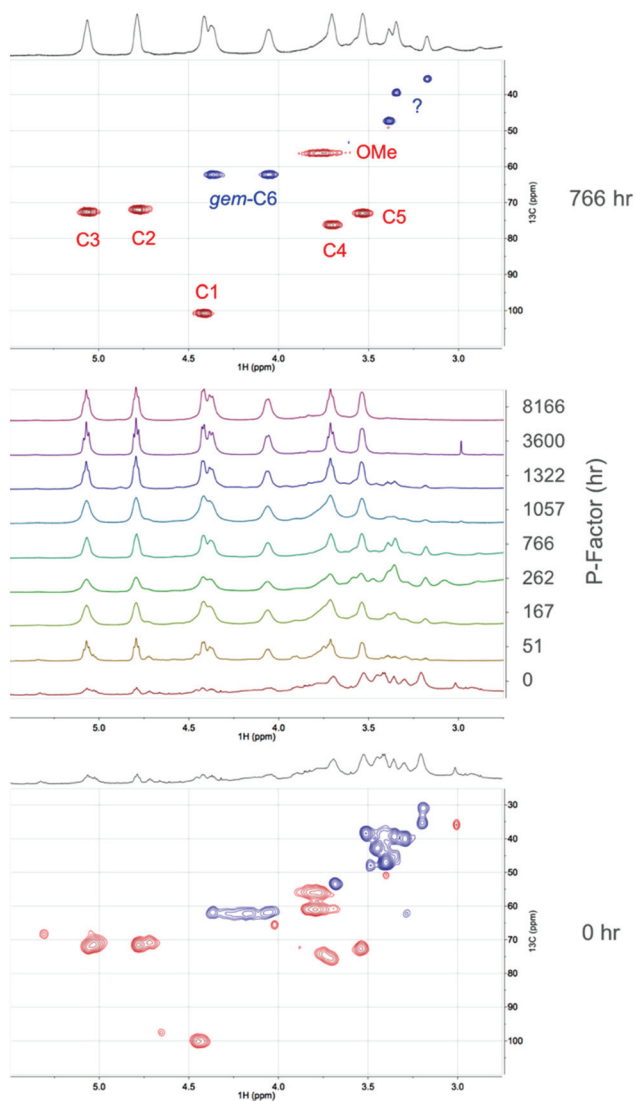 40
?
50
OMe
60
gem-C6
70
C3
C2
C5
C4
80
90
C1
100
13C (ppm)
766 hr
5.0
4.5
4.0
3.5
3.0
1H (ppm)
8166
3600
1322
1057
766
262
167
51
0
P-Factor (hr)
5.0
4.5
4.0
3.5
3.0
1H (ppm)
30
40
50
60
70
80
90
100
13C (ppm)
0 hr
5.0
4.5
4.0
3.5
3.0
1H (ppm)